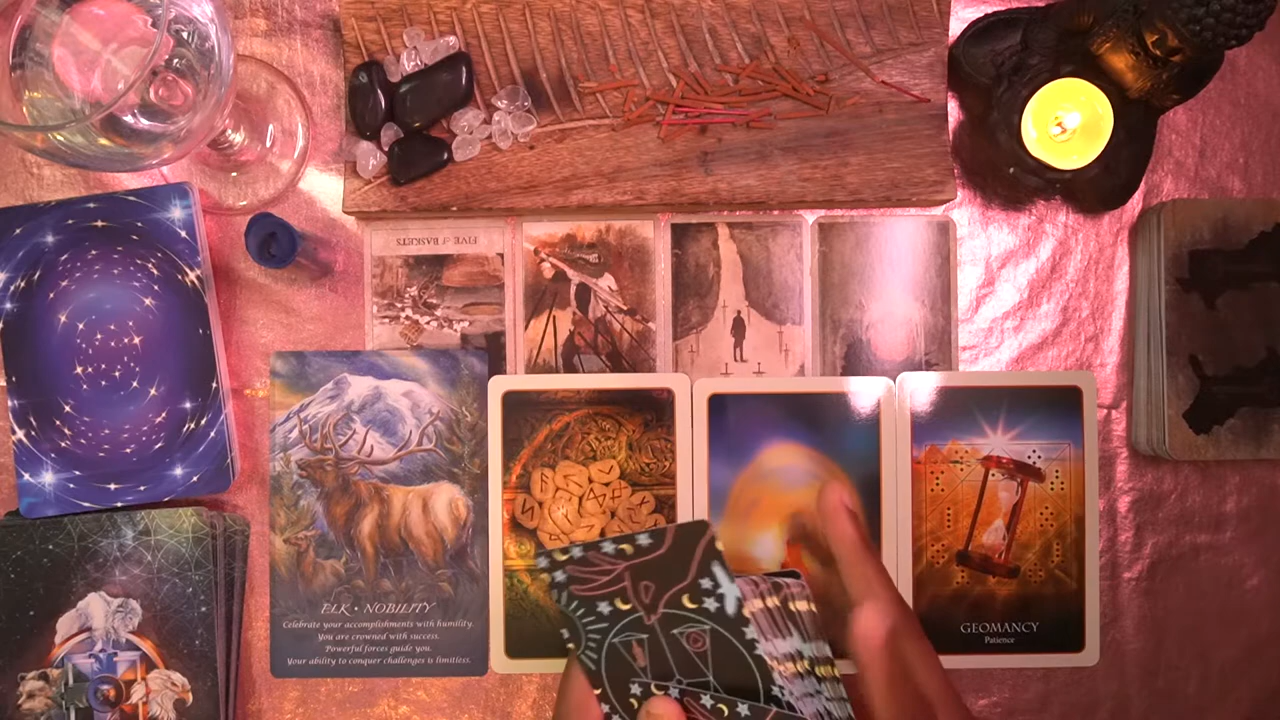 FIVE of BASKETS
ELK • NOBILITY
Celebrate your accomplishments with humility.
You are crowned with success.
Powerful forces guide you.
Your ability to conquer challenges is limitless.
GEOMANCY
Patience